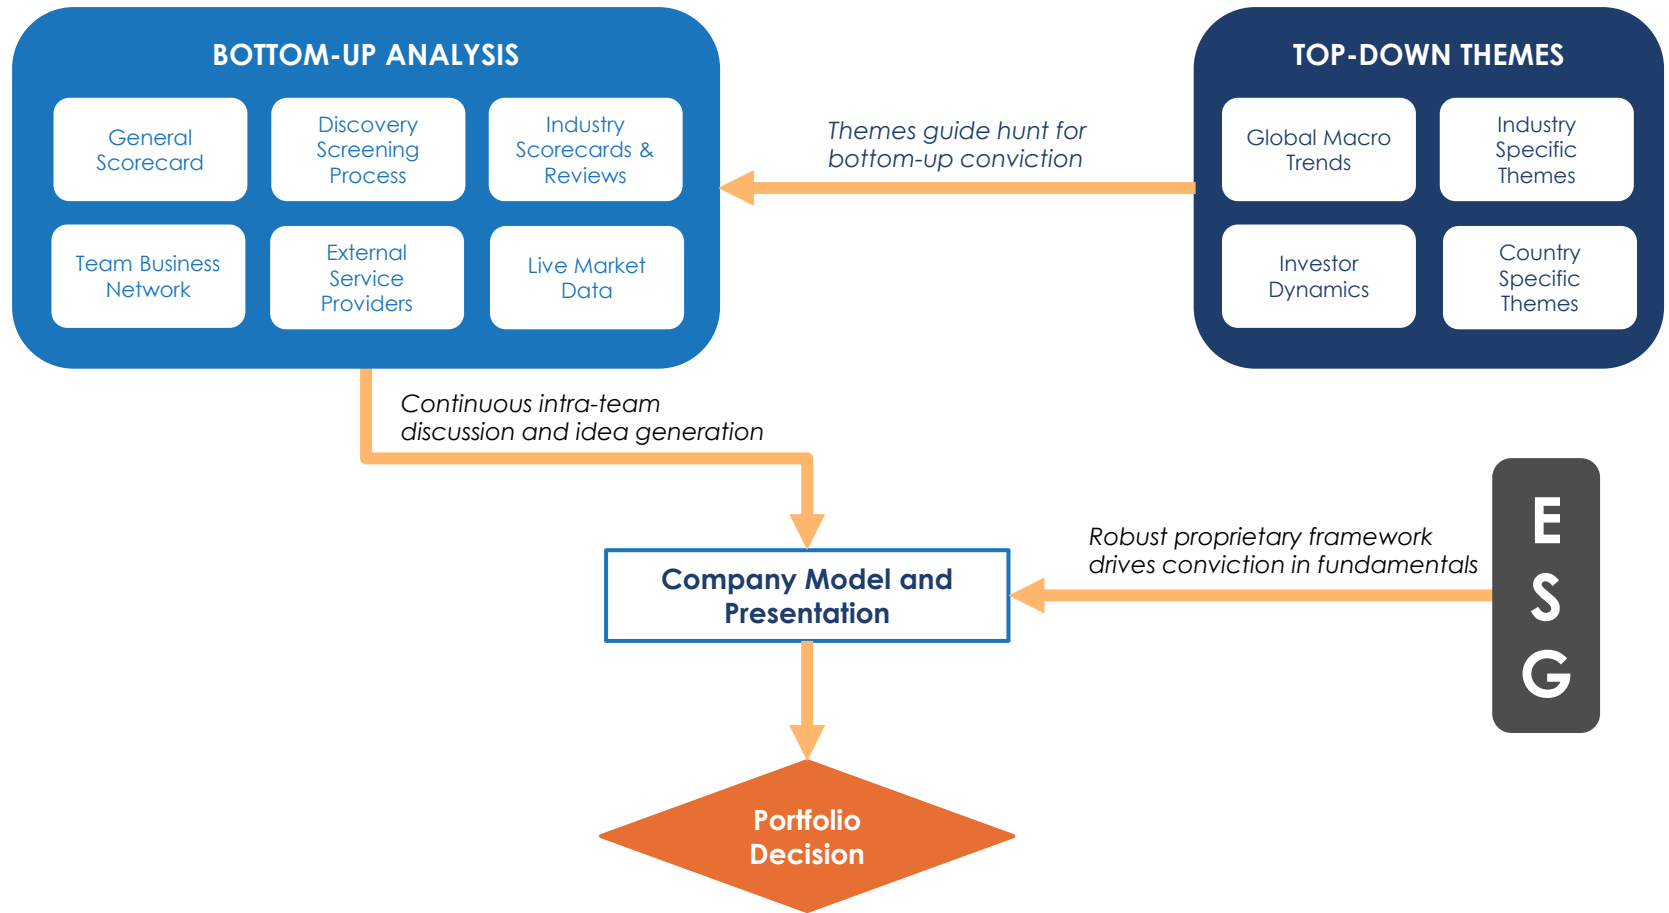 BOTTOM-UP ANALYSIS
General
Scorecard
Discovery
Screening
Process
Industry
Scorecards &
Reviews
Team Business
Network
External
Service
Providers
Live Market
Data
Themes guide hunt for
bottom-up conviction
TOP-DOWN THEMES
Global Macro
Trends
Industry
Specific
Themes
Investor
Dynamics
Country
Specific
Themes
Continuous intra-team
discussion and idea generation
Company Model and
Presentation
Robust proprietary framework
drives conviction in fundamentals
E
S
G
Portfolio
Decision